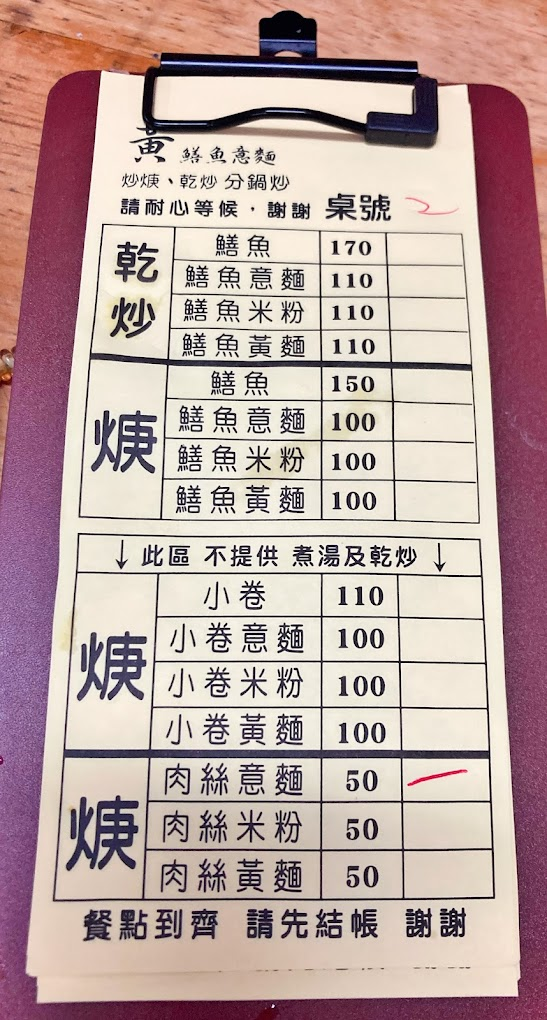 黃 鱔魚意麵
炒焿、乾炒 分鍋炒
請耐心等候，謝謝 桌號 2
乾炒
鱔魚 170
鱔魚意麵 110
鱔魚米粉 110
鱔魚黃麵 110
焿
鱔魚 150
鱔魚意麵 100
鱔魚米粉 100
鱔魚黃麵 100
↓此區 不提供 煮湯及乾炒 ↓
焿
小卷 110
小卷意麵 100
小卷米粉 100
小卷黃麵 100
焿
肉絲意麵 50 一
肉絲米粉 50
肉絲黃麵 50
餐點到齊 請先結帳 謝謝